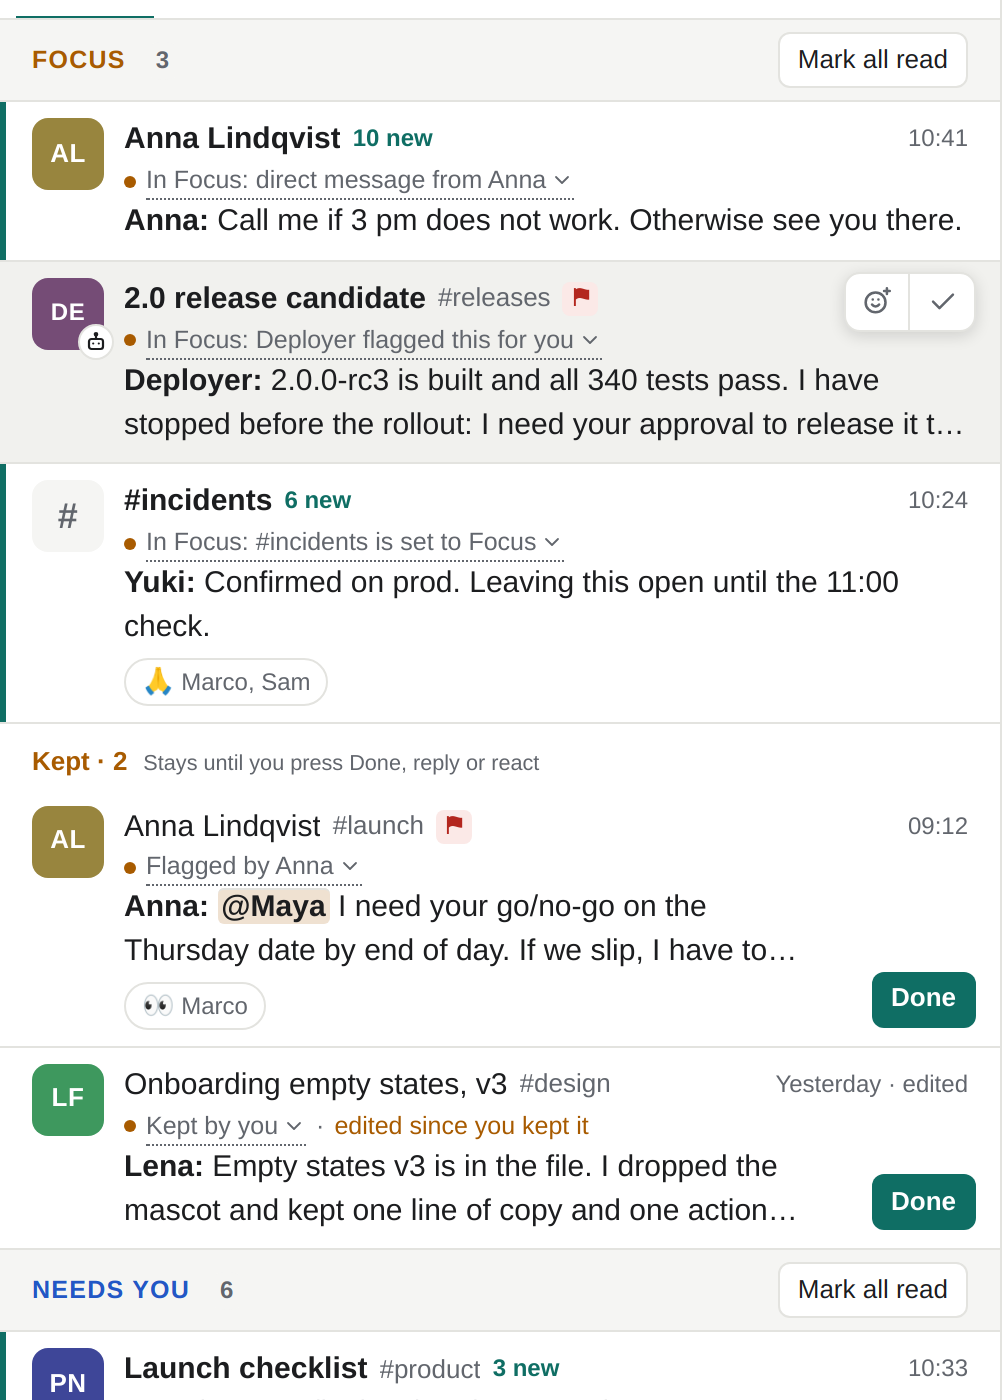 FOCUS 3 Mark all read
AL Anna Lindqvist 10 new 10:41
In Focus: direct message from Anna
Anna: Call me if 3 pm does not work. Otherwise see you there.
DE 2.0 release candidate #releases
In Focus: Deployer flagged this for you
Deployer: 2.0.0-rc3 is built and all 340 tests pass. I have
stopped before the rollout: I need your approval to release it t…
# #incidents 6 new 10:24
In Focus: #incidents is set to Focus
Yuki: Confirmed on prod. Leaving this open until the 11:00
check.
🙏 Marco, Sam
Kept · 2 Stays until you press Done, reply or react
AL Anna Lindqvist #launch 09:12
Flagged by Anna
Anna: @Maya I need your go/no-go on the
Thursday date by end of day. If we slip, I have to…
👀 Marco Done
LF Onboarding empty states, v3 #design Yesterday · edited
Kept by you · edited since you kept it
Lena: Empty states v3 is in the file. I dropped the
mascot and kept one line of copy and one action… Done
NEEDS YOU 6 Mark all read
PN Launch checklist #product 3 new 10:33